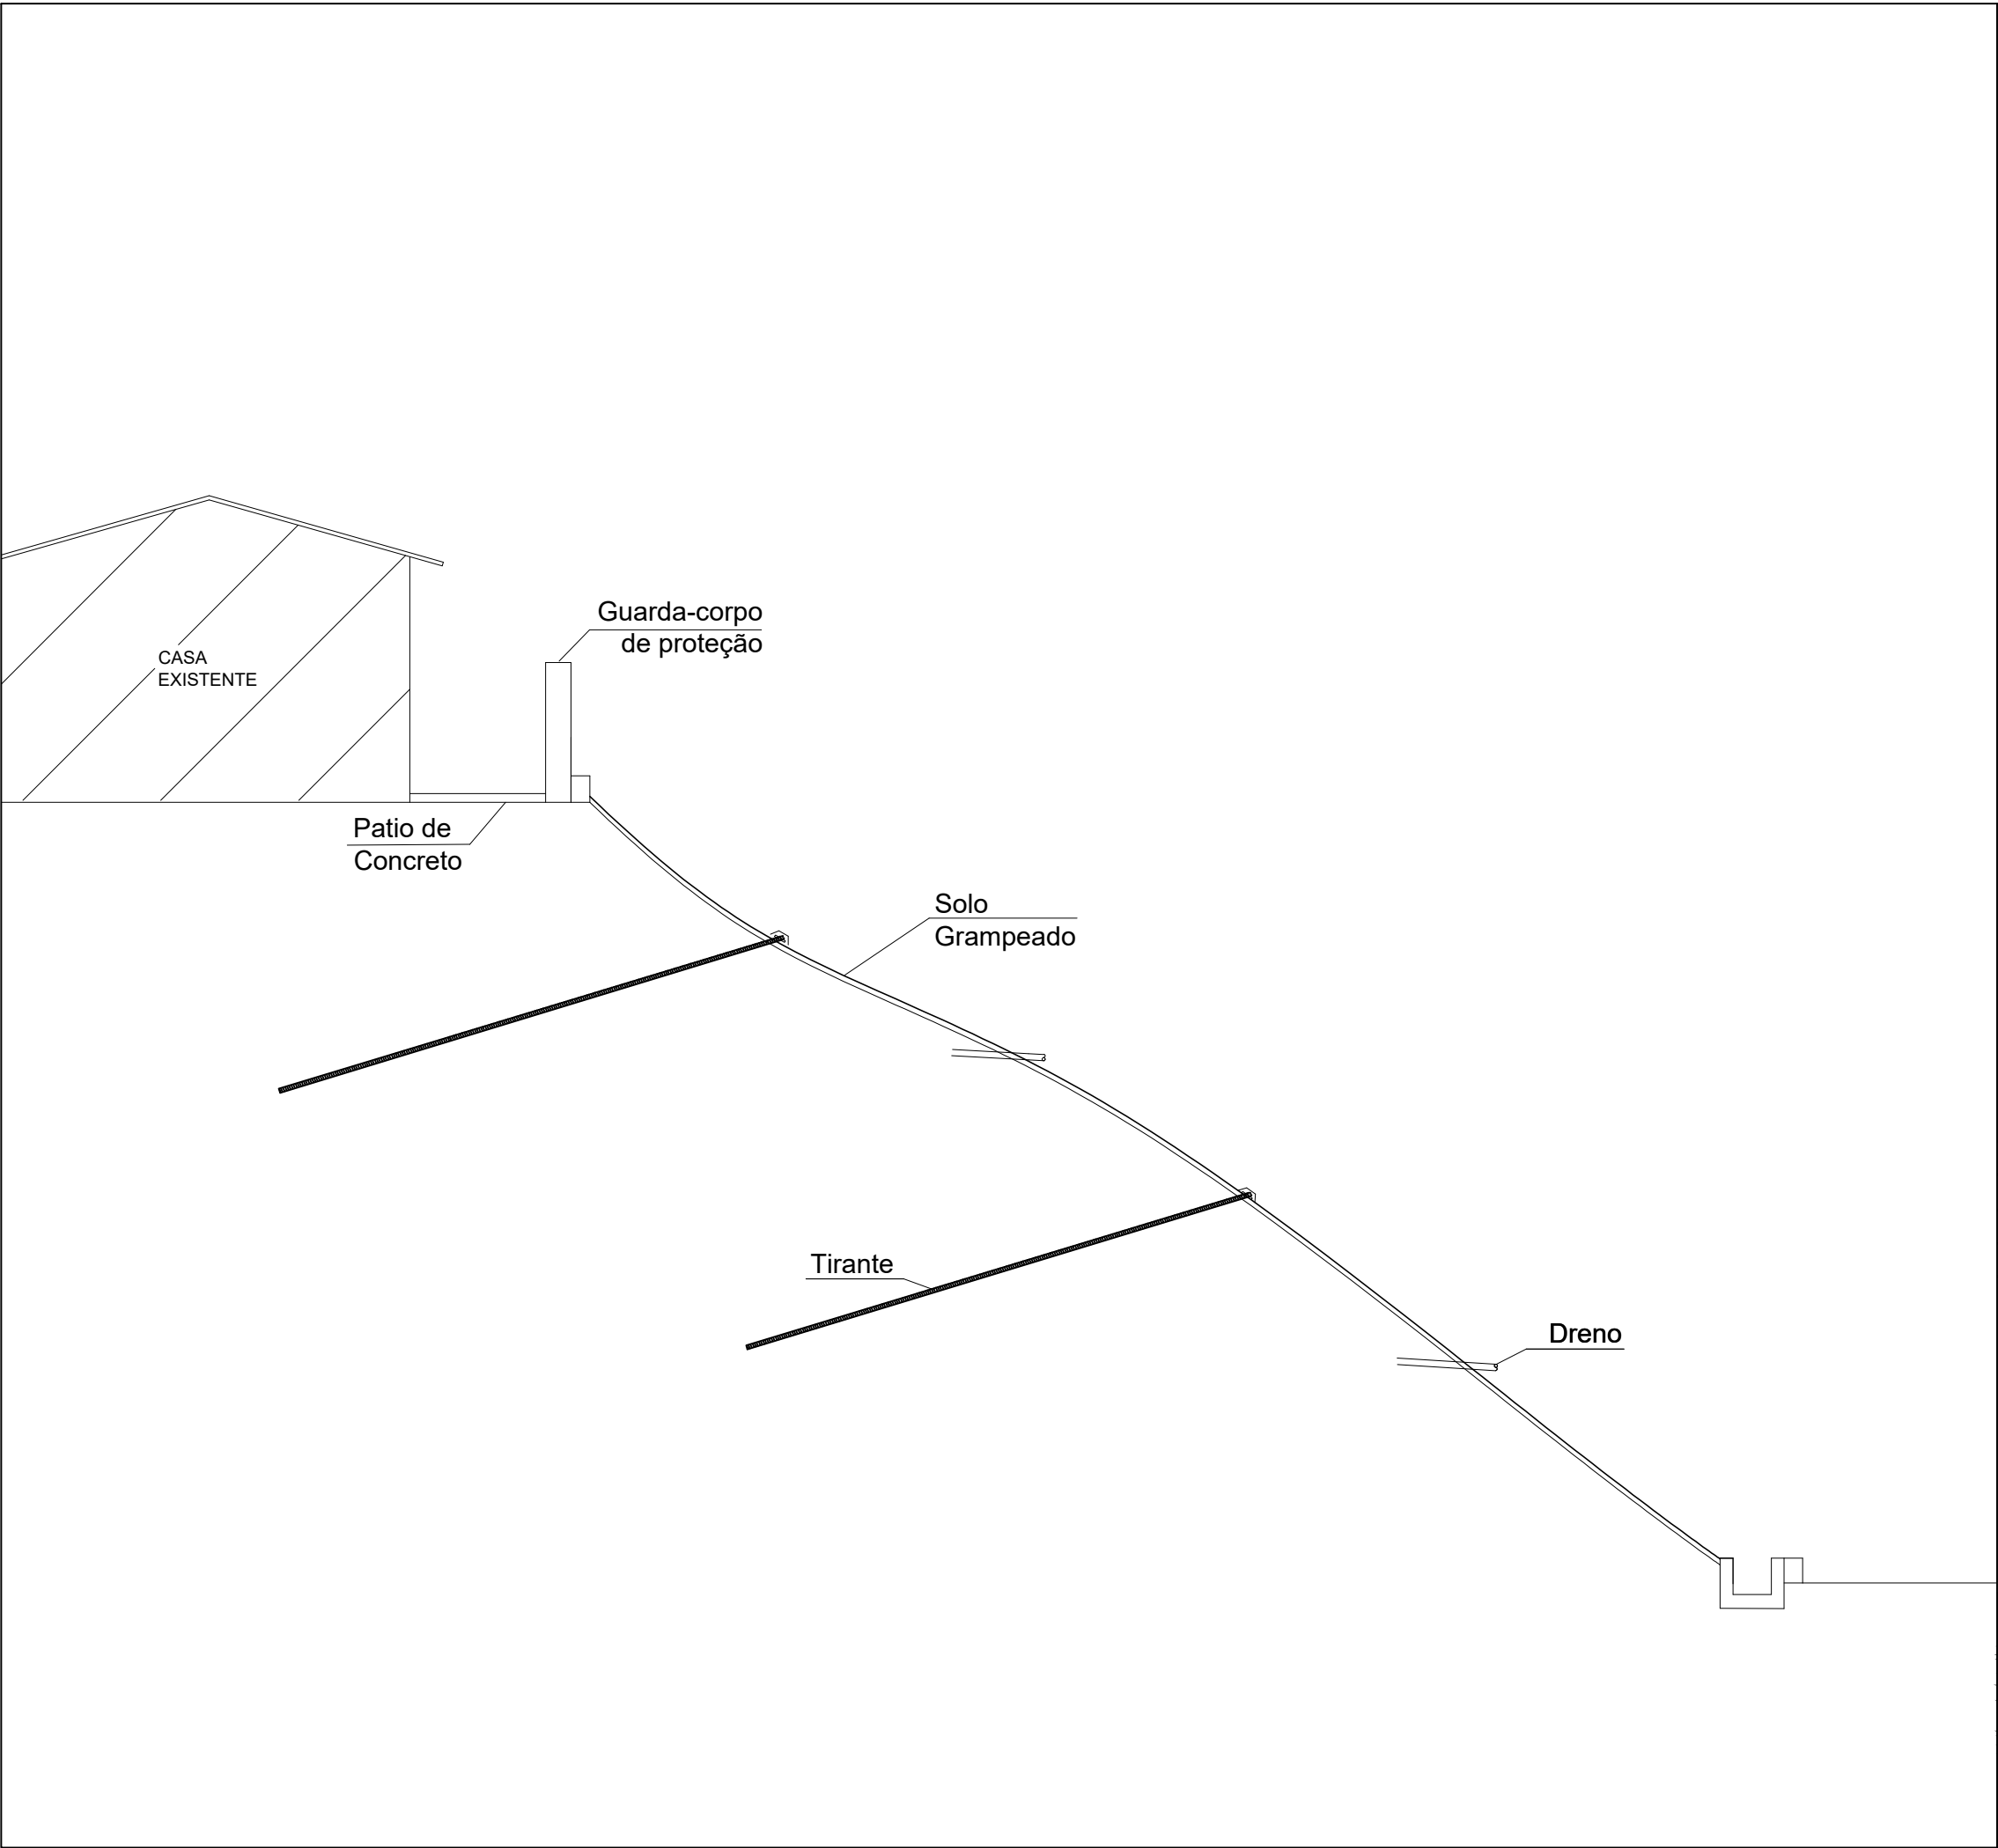 Guarda-corpo
de proteção
CASA
EXISTENTE
Patio de
Concreto
Solo
Grampeado
Tirante
Dreno